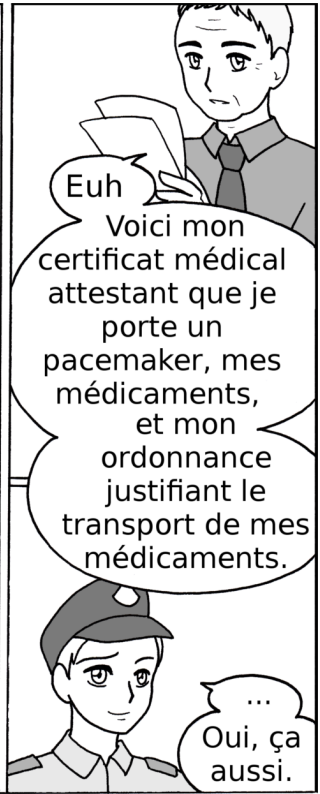 Euh
Voici mon
certificat médical
attestant que je
porte un
pacemaker, mes
médicaments,
et mon
ordonnance
justifiant le
transport de mes
médicaments.
...
Oui, ça
aussi.